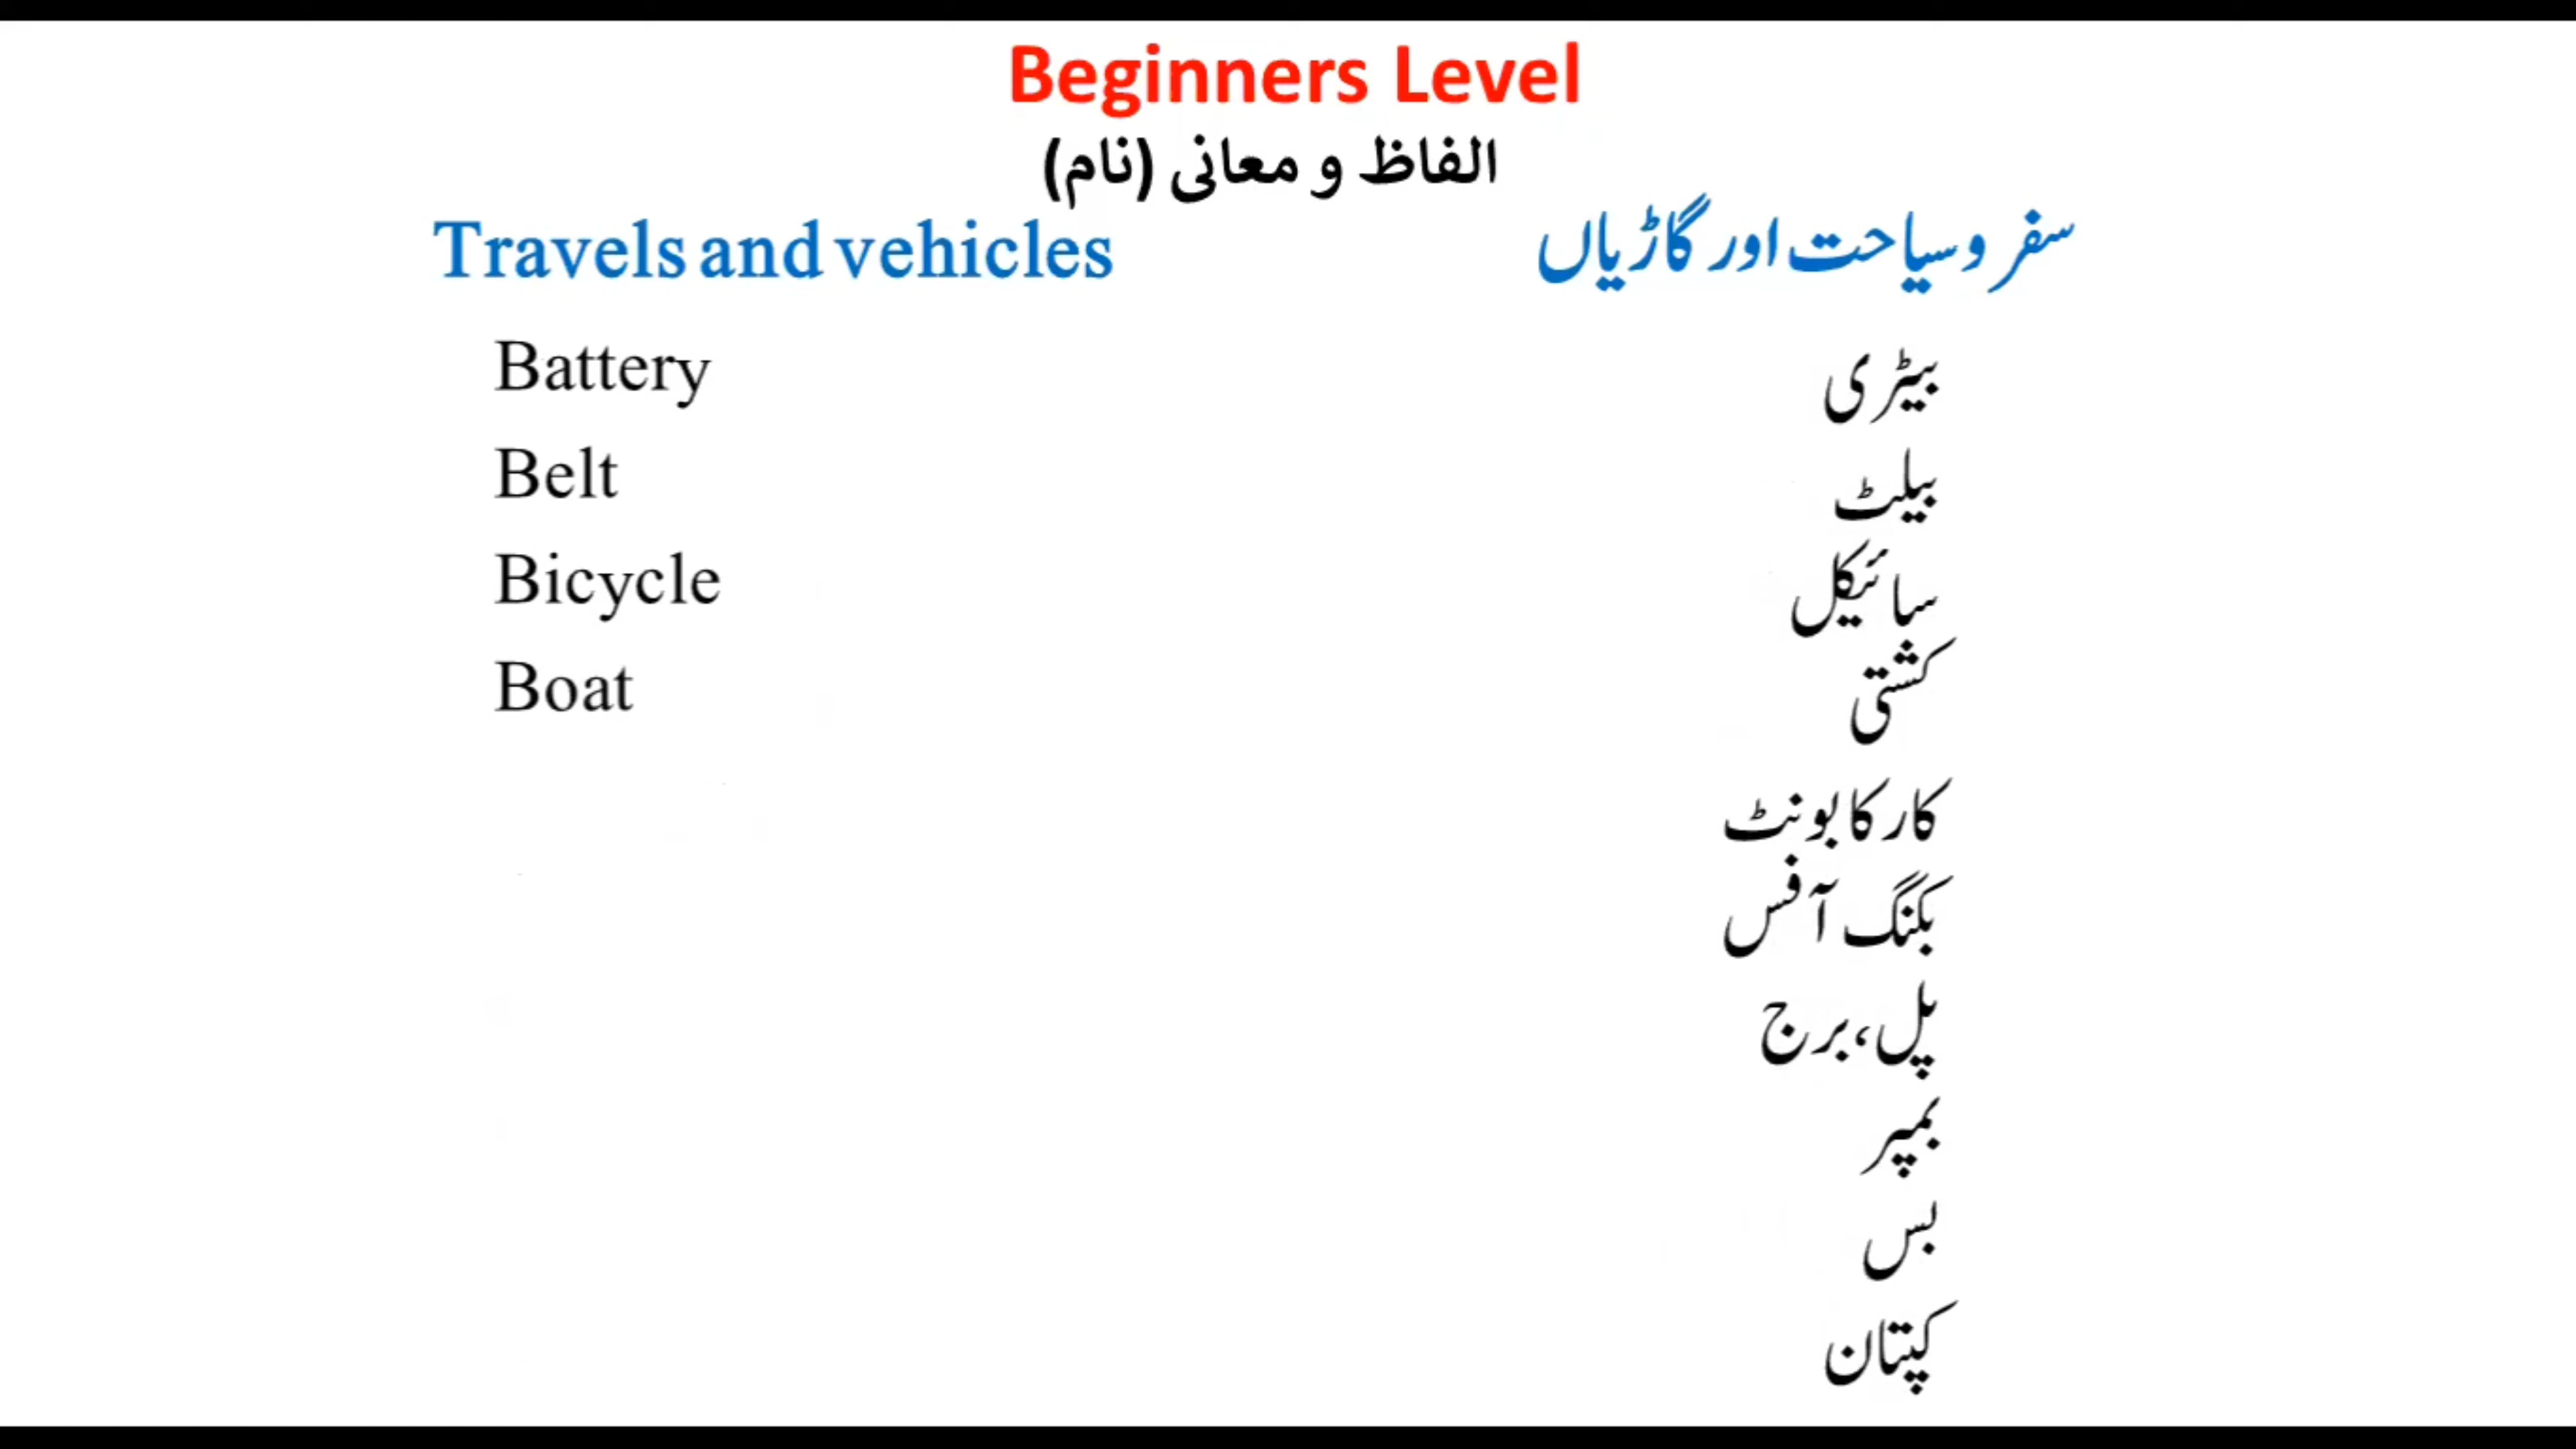 Beginners Level
الفاظ و معانی (نام)
Travels and vehicles سفر و سیاحت اور گاڑیاں
Battery بیٹری
Belt بیلٹ
Bicycle سائیکل
Boat کشتی
کار کا بونٹ
بکنگ آفس
پل، برج
بمپر
بس
کپتان